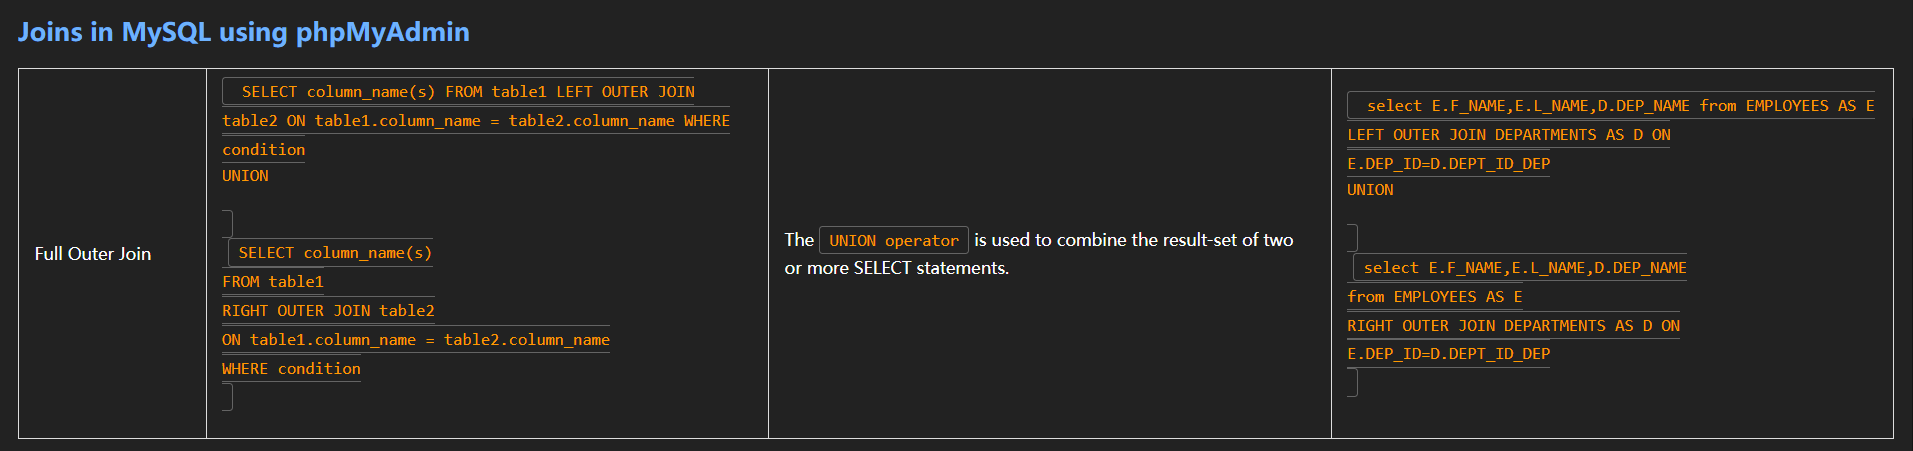 Joins in MySQL using phpMyAdmin
Full Outer Join
SELECT column_name(s) FROM table1 LEFT OUTER JOIN
table2 ON table1.column_name = table2.column_name WHERE
condition
UNION
SELECT column_name(s)
FROM table1
RIGHT OUTER JOIN table2
ON table1.column_name = table2.column_name
WHERE condition
The UNION operator is used to combine the result-set of two
or more SELECT statements.
select E.F_NAME,E.L_NAME,D.DEP_NAME from EMPLOYEES AS E
LEFT OUTER JOIN DEPARTMENTS AS D ON
E.DEP_ID=D.DEPT_ID_DEP
UNION
select E.F_NAME,E.L_NAME,D.DEP_NAME
from EMPLOYEES AS E
RIGHT OUTER JOIN DEPARTMENTS AS D ON
E.DEP_ID=D.DEPT_ID_DEP